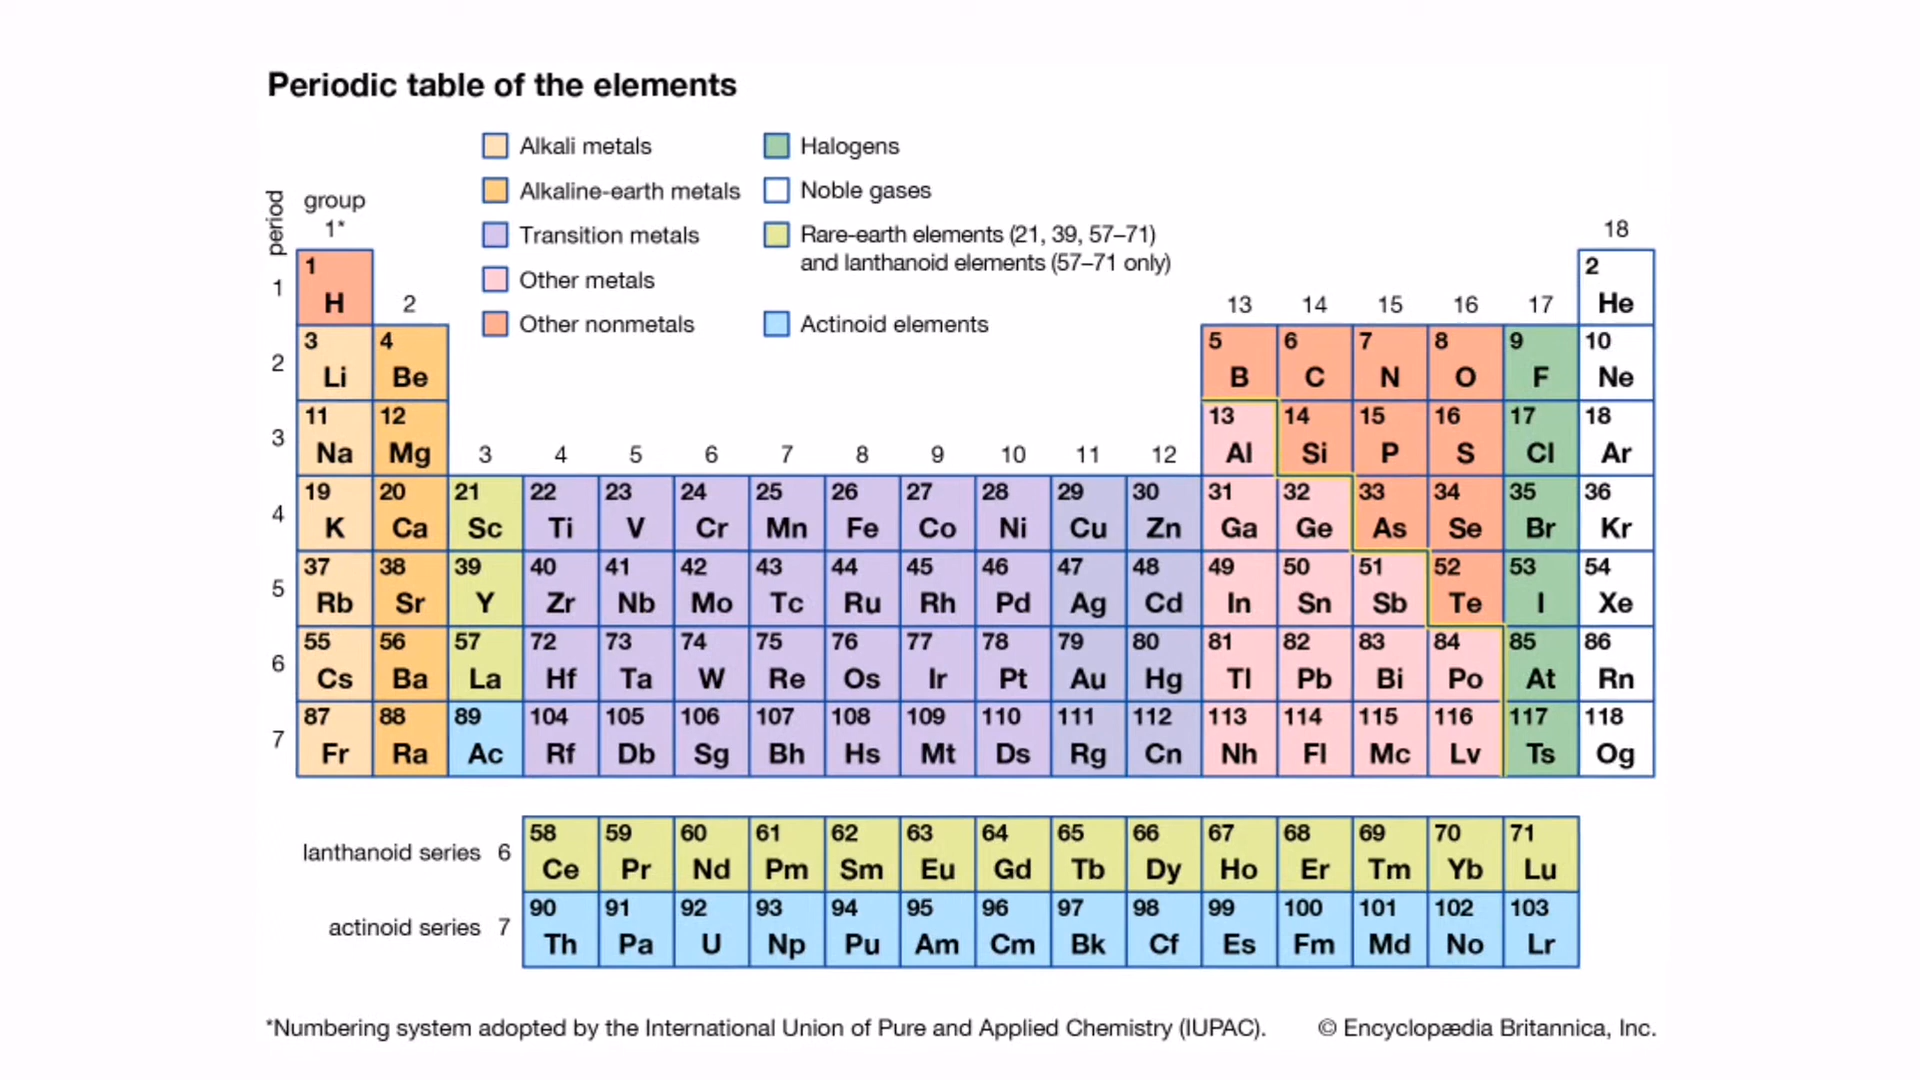 Periodic table of the elements
Alkali metals
Alkaline-earth metals
Transition metals
Other metals
Other nonmetals
Halogens
Noble gases
Rare-earth elements (21, 39, 57–71)
and lanthanoid elements (57–71 only)
Actinoid elements
period
group
1* 18
1 2
1 H He
2 13 14 15 16 17
3 4 5 6 7 8 9 10
2 Li Be B C N O F Ne
11 12 13 14 15 16 17 18
3 Na Mg Al Si P S Cl Ar
3 4 5 6 7 8 9 10 11 12
19 20 21 22 23 24 25 26 27 28 29 30 31 32 33 34 35 36
4 K Ca Sc Ti V Cr Mn Fe Co Ni Cu Zn Ga Ge As Se Br Kr
37 38 39 40 41 42 43 44 45 46 47 48 49 50 51 52 53 54
5 Rb Sr Y Zr Nb Mo Tc Ru Rh Pd Ag Cd In Sn Sb Te I Xe
55 56 57 72 73 74 75 76 77 78 79 80 81 82 83 84 85 86
6 Cs Ba La Hf Ta W Re Os Ir Pt Au Hg Tl Pb Bi Po At Rn
87 88 89 104 105 106 107 108 109 110 111 112 113 114 115 116 117 118
7 Fr Ra Ac Rf Db Sg Bh Hs Mt Ds Rg Cn Nh Fl Mc Lv Ts Og
58 59 60 61 62 63 64 65 66 67 68 69 70 71
lanthanoid series 6 Ce Pr Nd Pm Sm Eu Gd Tb Dy Ho Er Tm Yb Lu
90 91 92 93 94 95 96 97 98 99 100 101 102 103
actinoid series 7 Th Pa U Np Pu Am Cm Bk Cf Es Fm Md No Lr
*Numbering system adopted by the International Union of Pure and Applied Chemistry (IUPAC). © Encyclopædia Britannica, Inc.